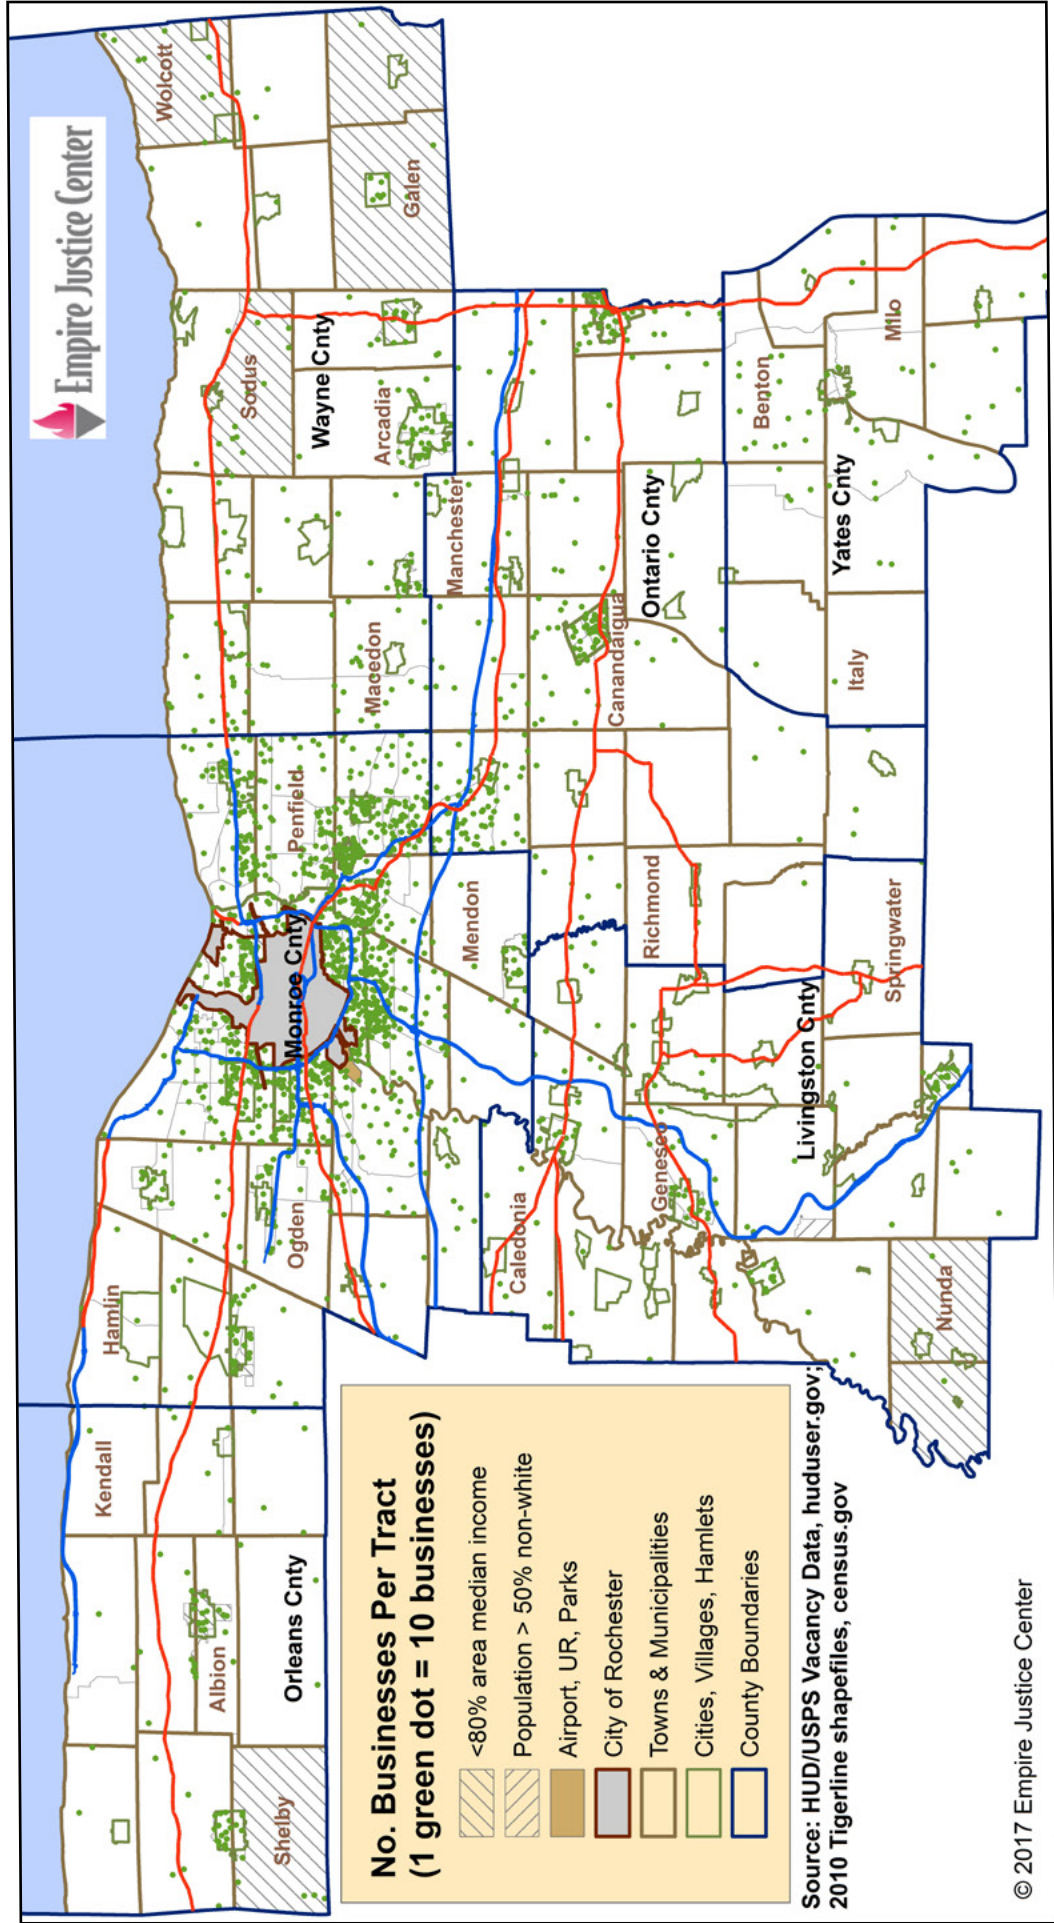 Empire Justice Center
Wolcott
Galen
Sodus
Wayne Cnty
Arcadia
Macedon
Manchester
Penfield
Monroe Cnty
Mendon
Ogden
Hamlin
Kendall
Albion
Orleans Cnty
Shelby
Canandaigua
Ontario Cnty
Richmond
Benton
Milo
Yates Cnty
Italy
Springwater
Livingston Cnty
Geneseo
Caledonia
Nunda
No. Businesses Per Tract
(1 green dot = 10 businesses)
<80% area median income
Population > 50% non-white
Airport, UR, Parks
City of Rochester
Towns & Municipalities
Cities, Villages, Hamlets
County Boundaries
Source: HUD/USPS Vacancy Data, huduser.gov;
2010 Tigerline shapefiles, census.gov
© 2017 Empire Justice Center